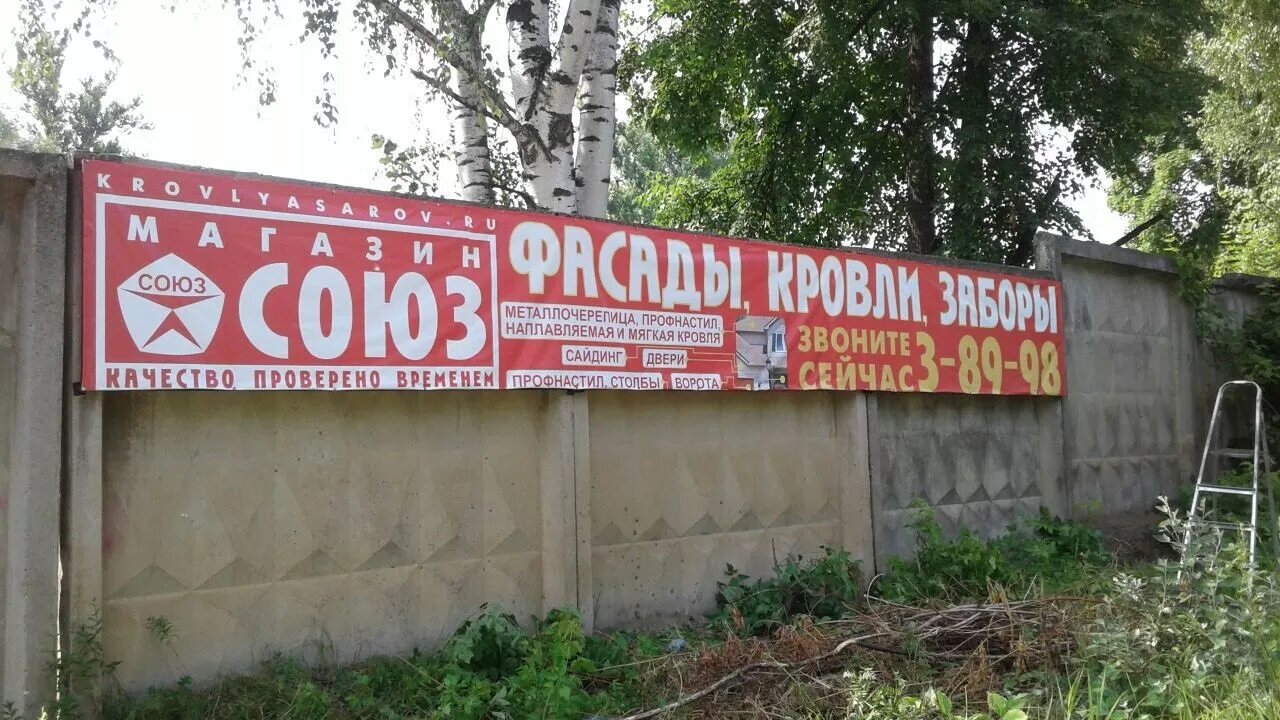 KROVLYASAROV.RU
МАГАЗИН
СОЮЗ
СОЮЗ
КАЧЕСТВО ПРОВЕРЕНО ВРЕМЕНЕМ
ФАСАДЫ, КРОВЛИ, ЗАБОРЫ
МЕТАЛЛОЧЕРЕПИЦА, ПРОФНАСТИЛ,
НАПЛАВЛЯЕМАЯ И МЯГКАЯ КРОВЛЯ
САЙДИНГ ДВЕРИ
ПРОФНАСТИЛ, СТОЛБЫ ВОРОТА
ЗВОНИТЕ
СЕЙЧАС 3-89-98